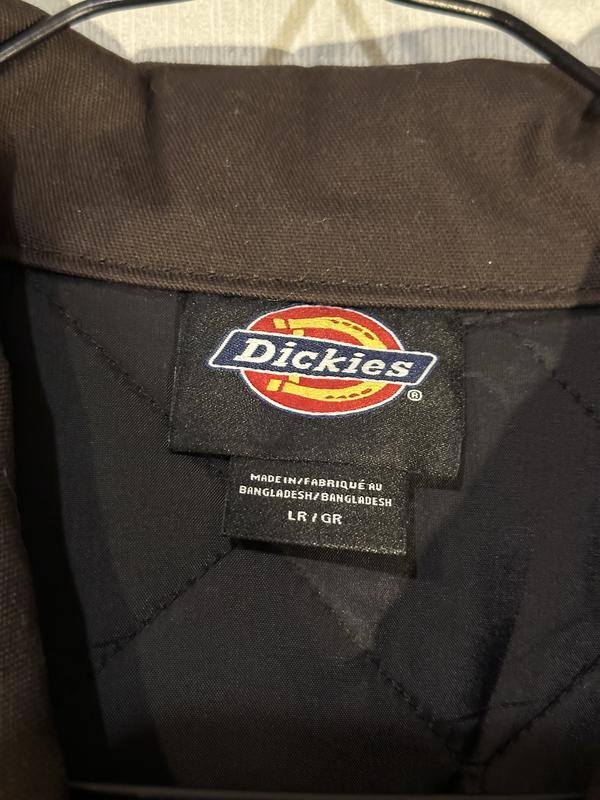 Dickies
®
MADE IN/FABRIQUÉ AU
BANGLADESH/BANGLADESH
LR / GR